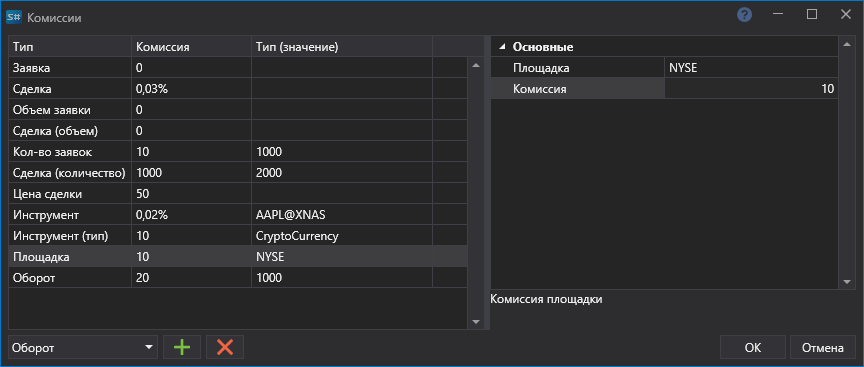 S# Комиссии ?
Тип Комиссия Тип (значение)
Заявка 0
Сделка 0,03%
Объем заявки 0
Сделка (объем) 0
Кол-во заявок 10 1000
Сделка (количество) 1000 2000
Цена сделки 50
Инструмент 0,02% AAPL@XNAS
Инструмент (тип) 10 CryptoCurrency
Площадка 10 NYSE
Оборот 20 1000
Основные
Площадка NYSE
Комиссия 10
Комиссия площадки
Оборот
ОК Отмена